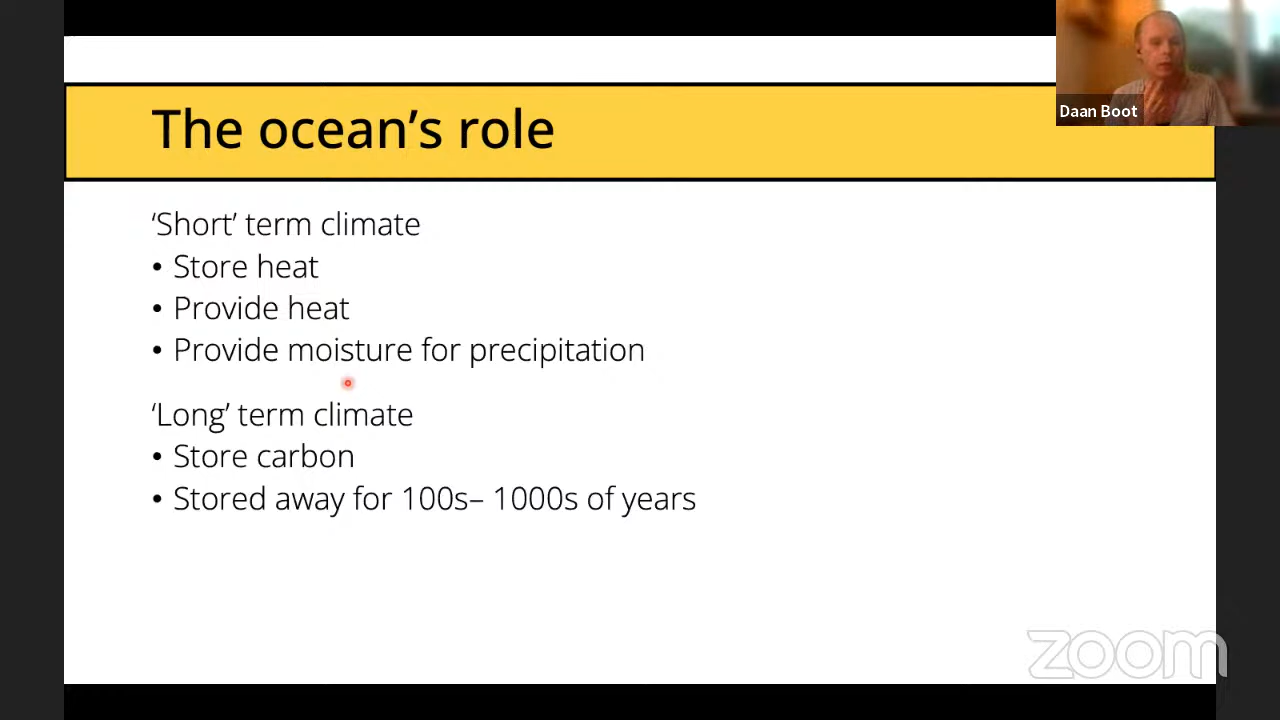 The ocean’s role
Daan Boot
‘Short’ term climate
• Store heat
• Provide heat
• Provide moisture for precipitation
‘Long’ term climate
• Store carbon
• Stored away for 100s– 1000s of years
zoom